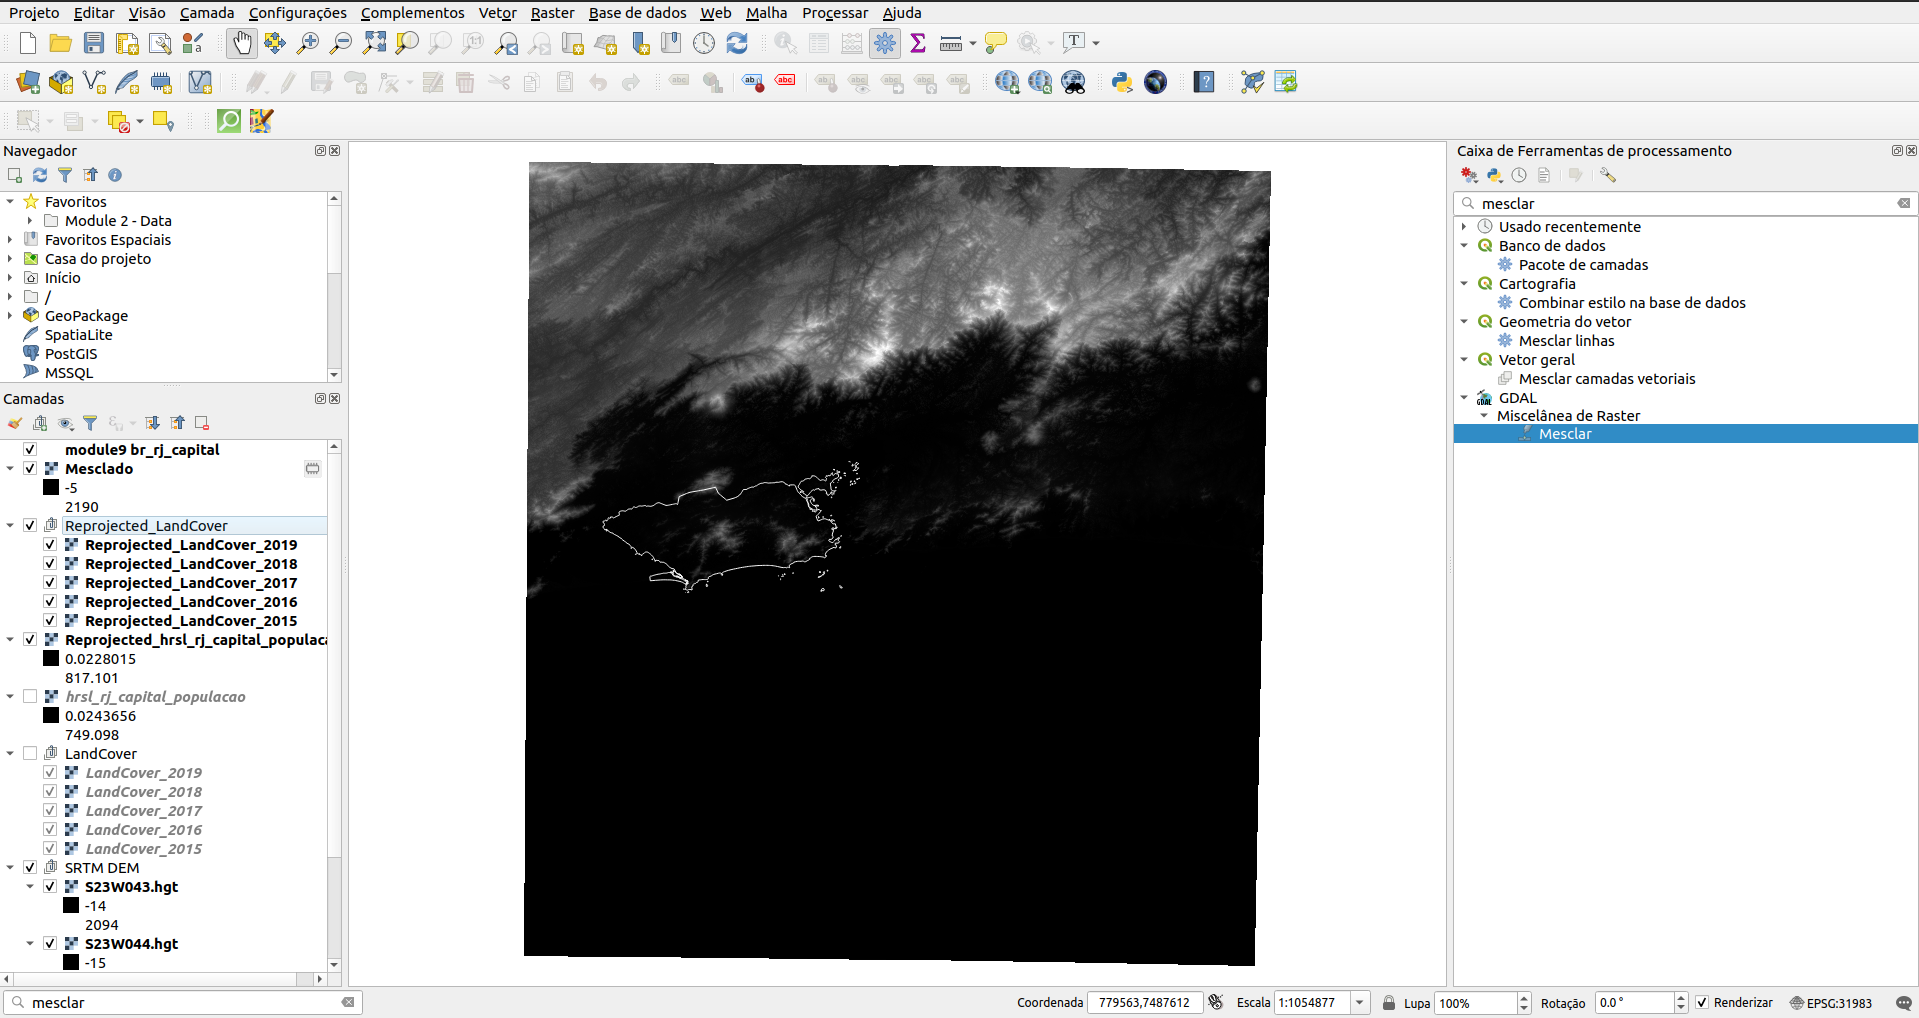 Projeto Editar Visão Camada Configurações Complementos Vetor Raster Base de dados Web Malha Processar Ajuda
Navegador
Favoritos
Module 2 - Data
Favoritos Espaciais
Casa do projeto
Início
/
GeoPackage
SpatiaLite
PostGIS
MSSQL
Camadas
module9 br_rj_capital
Mesclado
-5
2190
Reprojected_LandCover
Reprojected_LandCover_2019
Reprojected_LandCover_2018
Reprojected_LandCover_2017
Reprojected_LandCover_2016
Reprojected_LandCover_2015
Reprojected_hrsl_rj_capital_populaca
0.0228015
817.101
hrsl_rj_capital_populacao
0.0243656
749.098
LandCover
LandCover_2019
LandCover_2018
LandCover_2017
LandCover_2016
LandCover_2015
SRTM DEM
S23W043.hgt
-14
2094
S23W044.hgt
-15
Caixa de Ferramentas de processamento
mesclar
Usado recentemente
Banco de dados
Pacote de camadas
Cartografia
Combinar estilo na base de dados
Geometria do vetor
Mesclar linhas
Vetor geral
Mesclar camadas vetoriais
GDAL
Miscelânea de Raster
Mesclar
mesclar
Coordenada 779563,7487612 Escala 1:1054877 Lupa 100% Rotação 0.0 ° Renderizar EPSG:31983